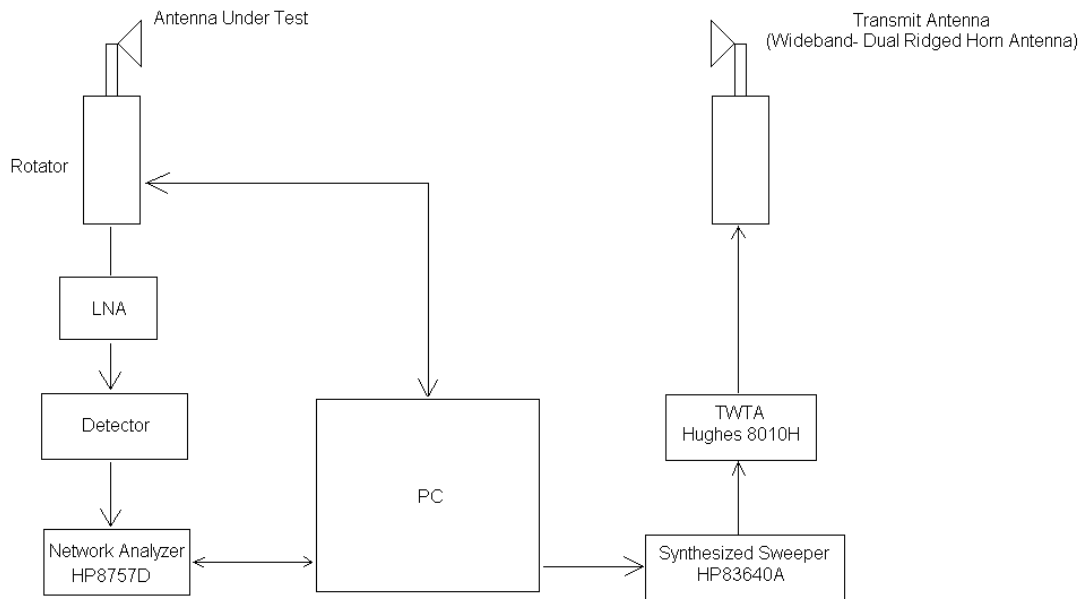 Antenna Under Test
Transmit Antenna
(Wideband- Dual Ridged Horn Antenna)
Rotator
LNA
Detector
TWTA
Hughes 8010H
PC
Network Analyzer
HP8757D
Synthesized Sweeper
HP83640A